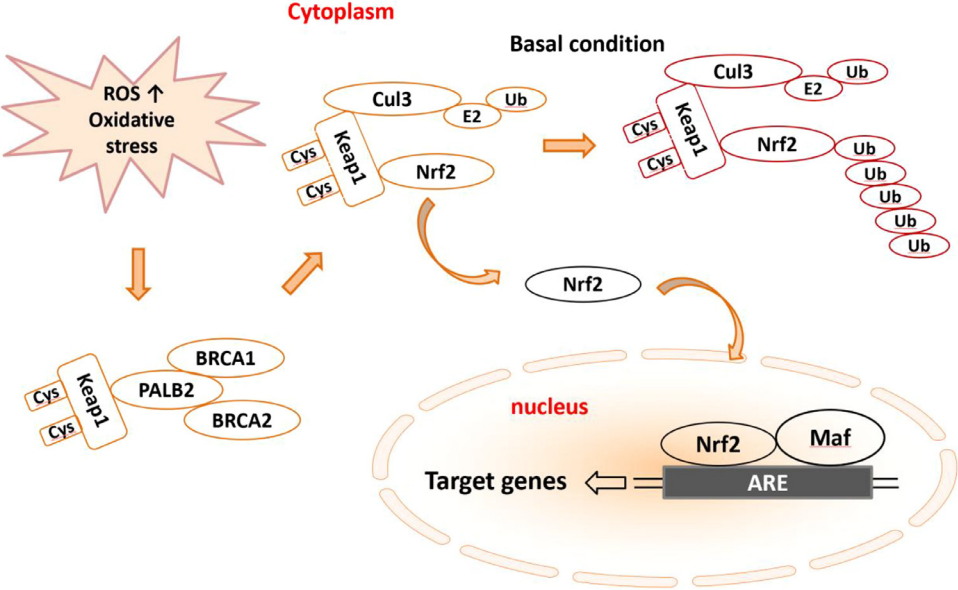 Cytoplasm
Basal condition
ROS ↑
Oxidative
stress
Cul3
E2
Ub
Keap1
Cys
Cys
Nrf2
Cul3
E2
Ub
Keap1
Cys
Cys
Nrf2
Ub
Ub
Ub
Ub
Ub
Nrf2
Keap1
Cys
Cys
PALB2
BRCA1
BRCA2
nucleus
Nrf2
Maf
Target genes
ARE